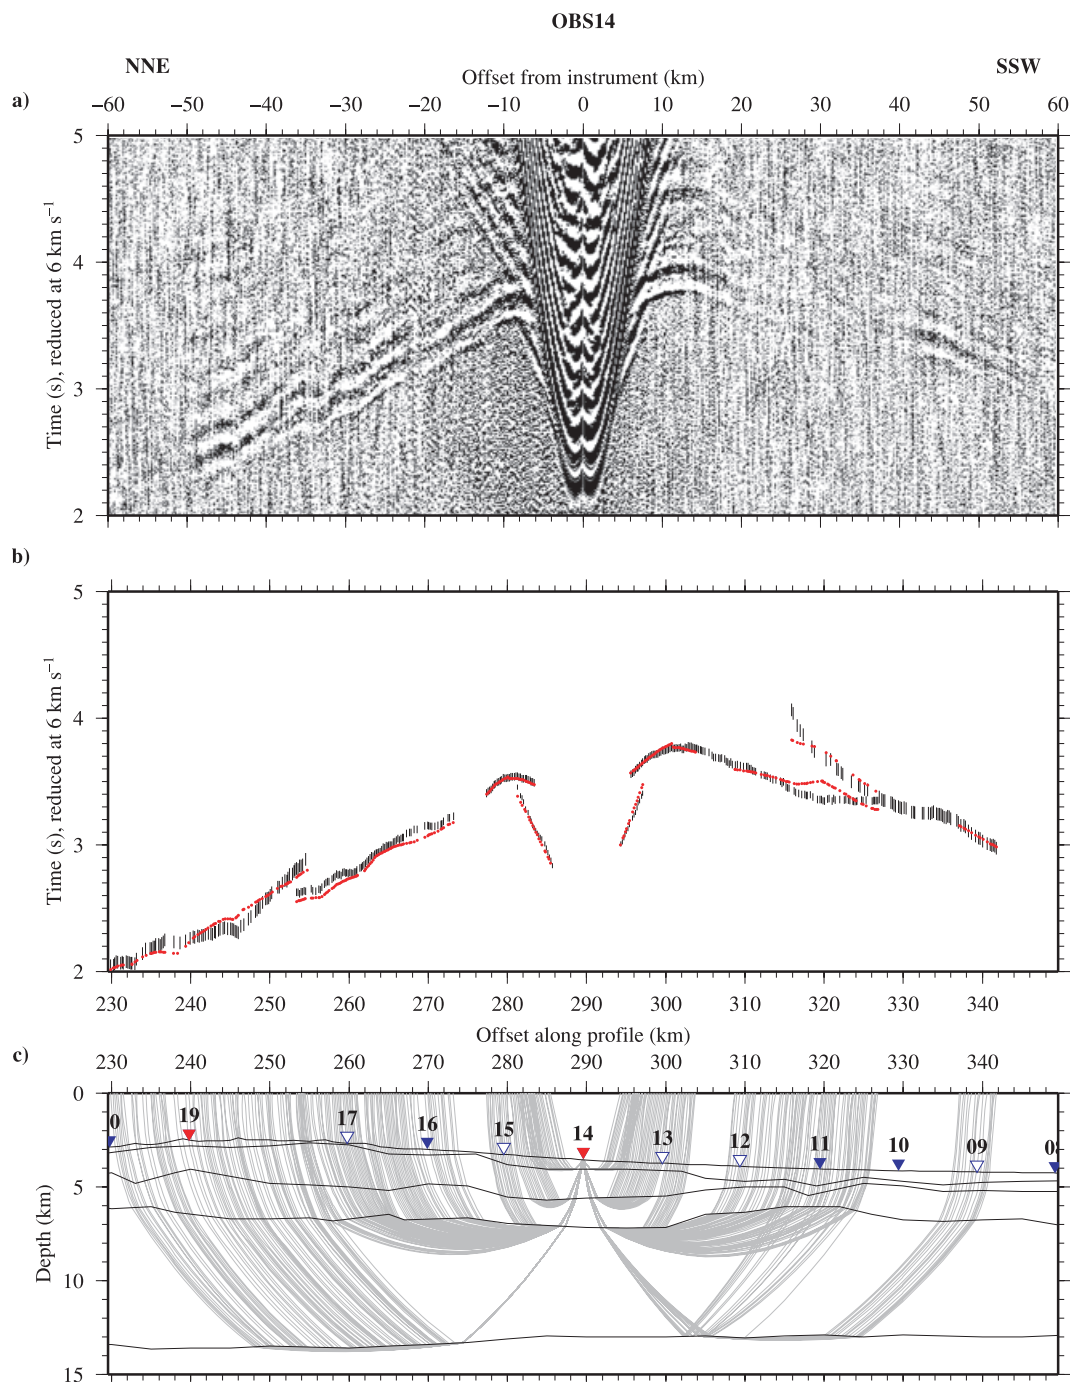 OBS14
NNE
SSW
Offset from instrument (km)
a)
−60 −50 −40 −30 −20 −10 0 10 20 30 40 50 60
5
4
3
2
Time (s), reduced at 6 km s−1
b)
5
4
3
2
Time (s), reduced at 6 km s−1
230 240 250 260 270 280 290 300 310 320 330 340
Offset along profile (km)
c)
230 240 250 260 270 280 290 300 310 320 330 340
0
5
10
15
Depth (km)
0 19 17 16 15 14 13 12 11 10 09 08